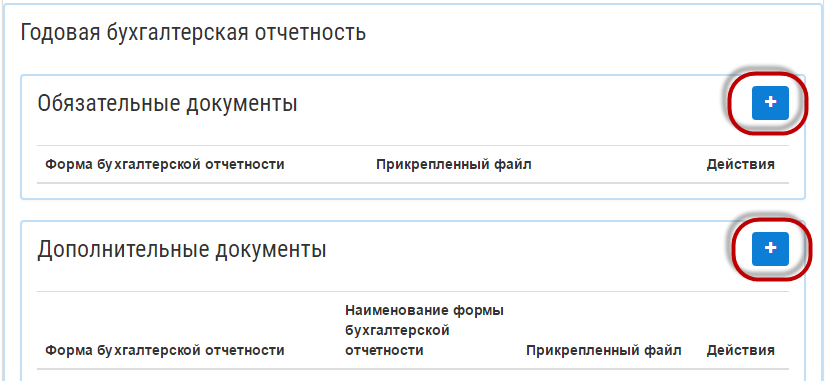 Годовая бухгалтерская отчетность
Обязательные документы
+
Форма бухгалтерской отчетности Прикрепленный файл Действия
Дополнительные документы
+
Наименование формы
бухгалтерской
Форма бухгалтерской отчетности отчетности Прикрепленный файл Действия